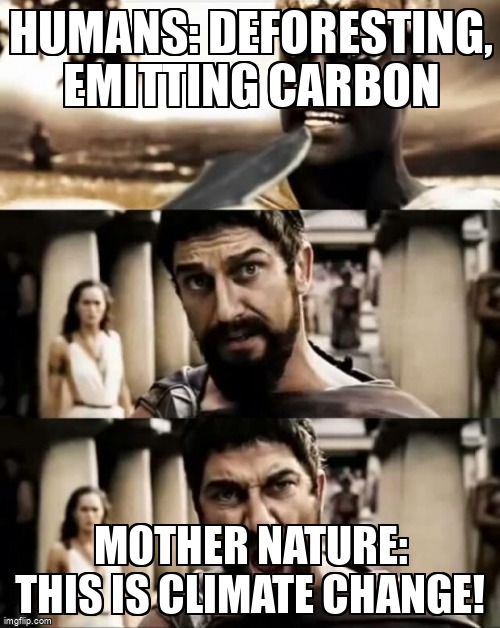 HUMANS: DEFORESTING,
EMITTING CARBON
MOTHER NATURE:
THIS IS CLIMATE CHANGE!
imgflip.com